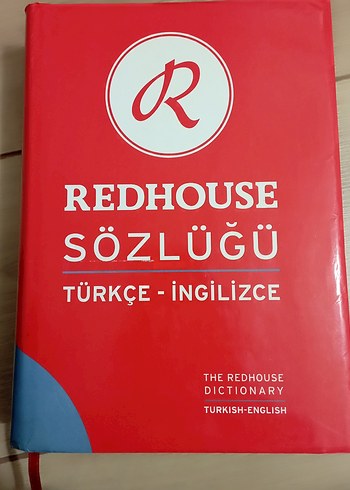 R
REDHOUSE
SÖZLÜĞÜ
TÜRKÇE - İNGİLİZCE
THE REDHOUSE
DICTIONARY
TURKISH-ENGLISH